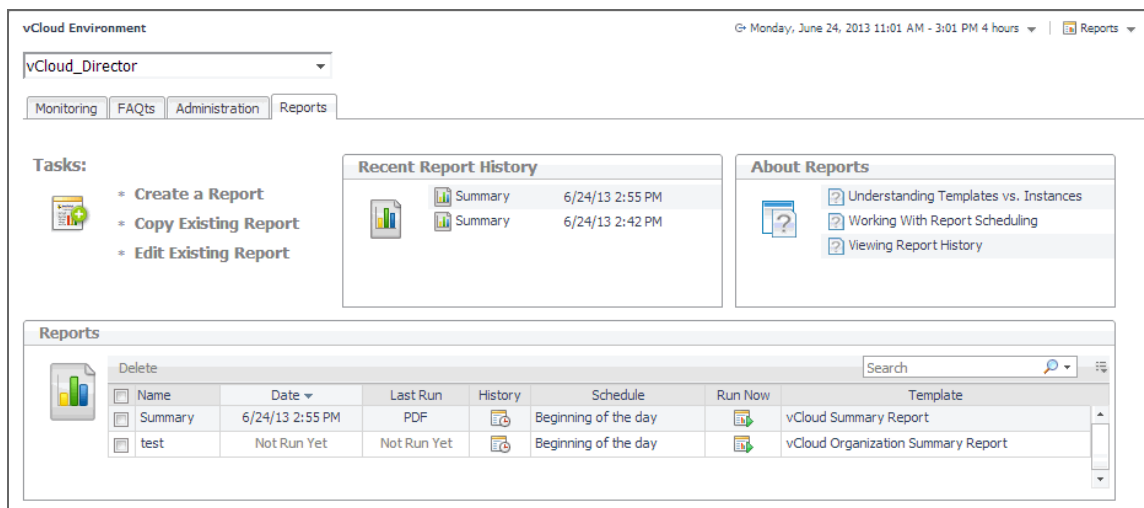 vCloud Environment
Monday, June 24, 2013 11:01 AM - 3:01 PM 4 hours | Reports
vCloud_Director
Monitoring FAQts Administration Reports
Tasks:
* Create a Report
* Copy Existing Report
* Edit Existing Report
Recent Report History
Summary 6/24/13 2:55 PM
Summary 6/24/13 2:42 PM
About Reports
Understanding Templates vs. Instances
Working With Report Scheduling
Viewing Report History
Reports
Delete Search
Name Date Last Run History Schedule Run Now Template
Summary 6/24/13 2:55 PM PDF Beginning of the day vCloud Summary Report
test Not Run Yet Not Run Yet Beginning of the day vCloud Organization Summary Report